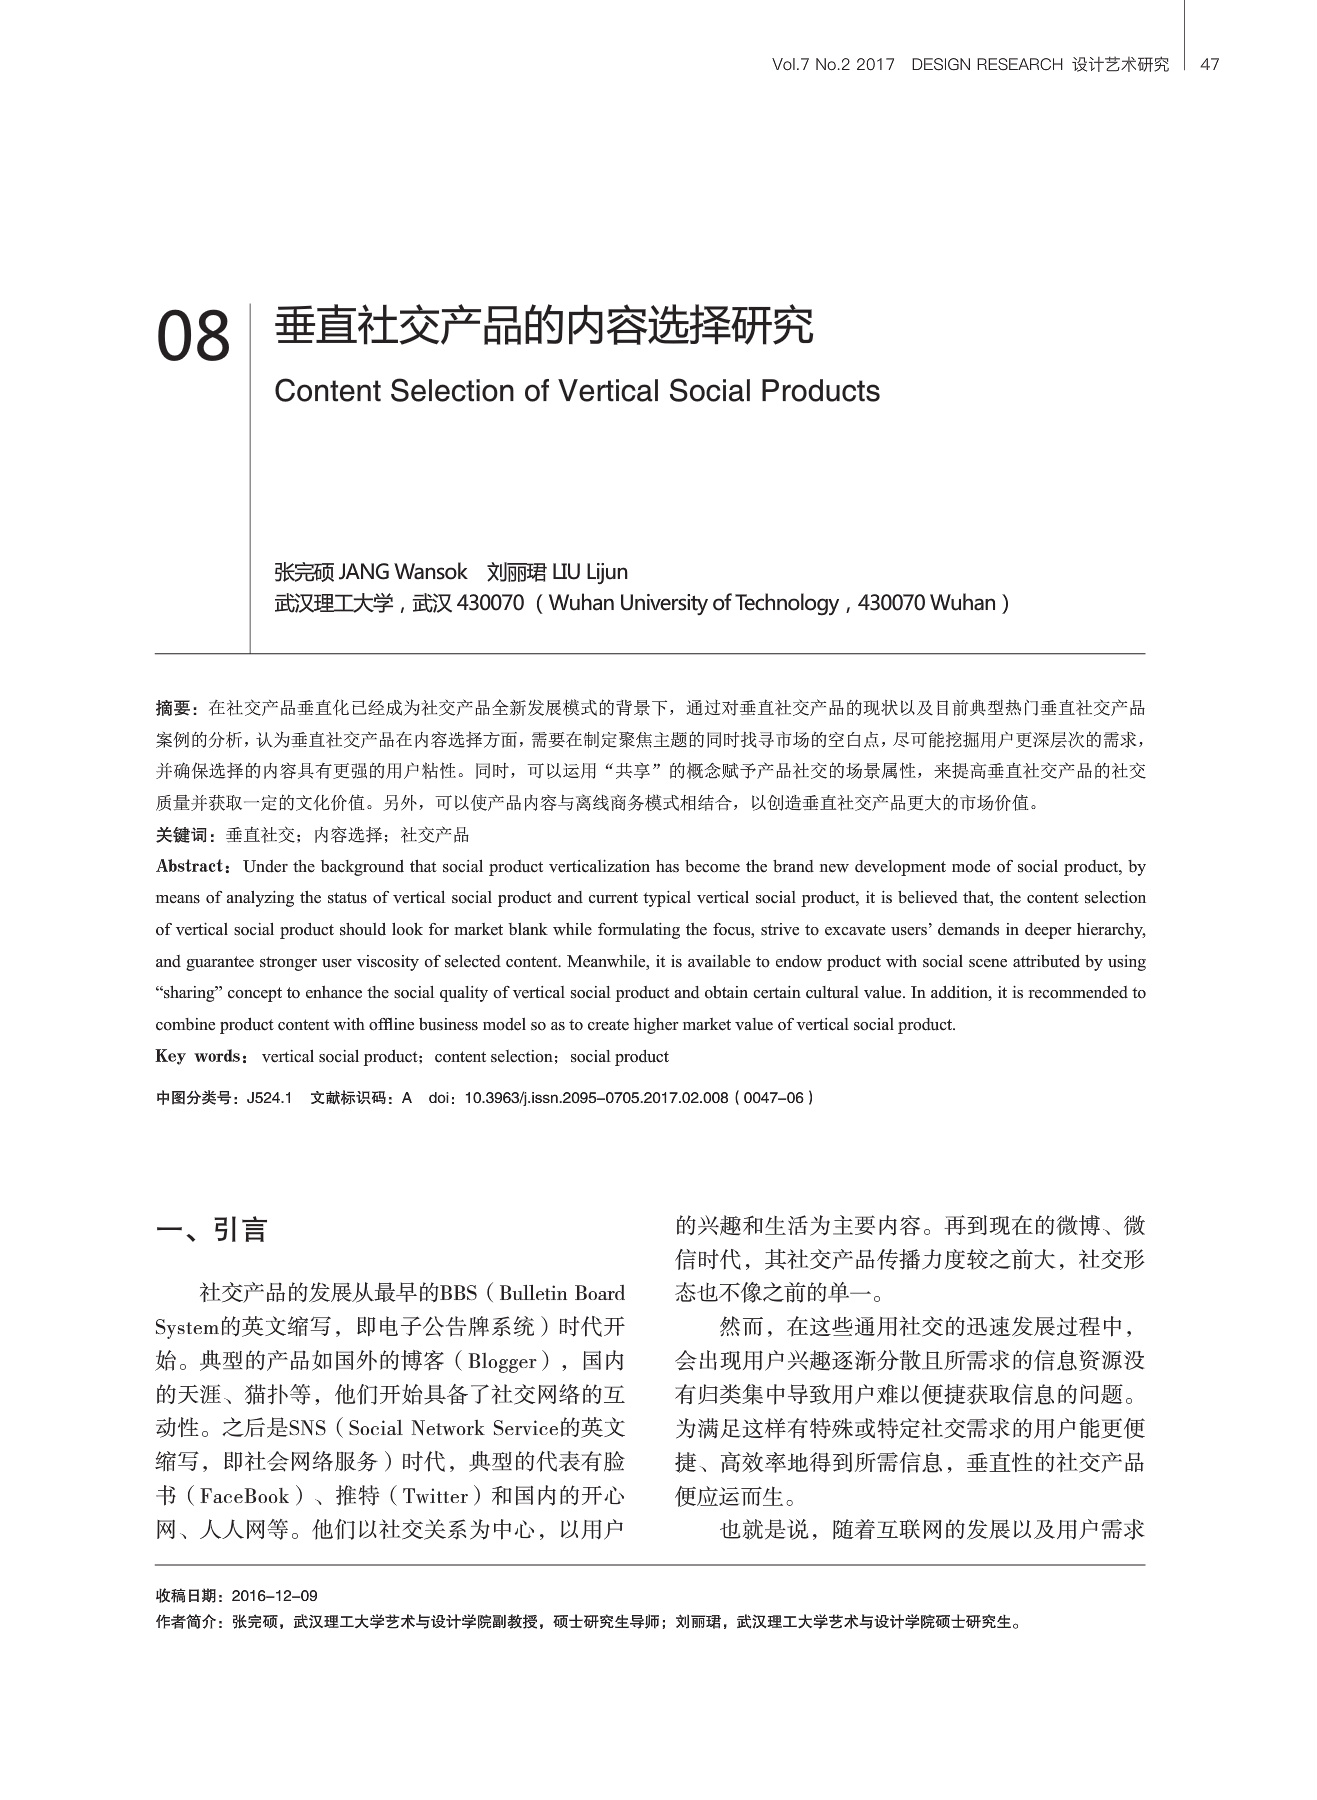 Vol.7 No.2 2017 DESIGN RESEARCH 设计艺术研究 47
08
垂直社交产品的内容选择研究
Content Selection of Vertical Social Products
张完硕 JANG Wansok 刘丽珺 LIU Lijun
武汉理工大学，武汉 430070（Wuhan University of Technology，430070 Wuhan）
摘要：在社交产品垂直化已经成为社交产品全新发展模式的背景下，通过对垂直社交产品的现状以及目前典型热门垂直社交产品
案例的分析，认为垂直社交产品在内容选择方面，需要在制定聚焦主题的同时找寻市场的空白点，尽可能挖掘用户更深层次的需求，
并确保选择的内容具有更强的用户粘性。同时，可以运用“共享”的概念赋予产品社交的场景属性，来提高垂直社交产品的社交
质量并获取一定的文化价值。另外，可以使产品内容与离线商务模式相结合，以创造垂直社交产品更大的市场价值。
关键词：垂直社交；内容选择；社交产品
Abstract：Under the background that social product verticalization has become the brand new development mode of social product, by
means of analyzing the status of vertical social product and current typical vertical social product, it is believed that, the content selection
of vertical social product should look for market blank while formulating the focus, strive to excavate users’ demands in deeper hierarchy,
and guarantee stronger user viscosity of selected content. Meanwhile, it is available to endow product with social scene attributed by using
“sharing” concept to enhance the social quality of vertical social product and obtain certain cultural value. In addition, it is recommended to
combine product content with offline business model so as to create higher market value of vertical social product.
Key words：vertical social product；content selection；social product
中图分类号：J524.1 文献标识码：A doi：10.3963/j.issn.2095-0705.2017.02.008（0047-06）
一、引言
社交产品的发展从最早的BBS（Bulletin Board
System的英文缩写，即电子公告牌系统）时代开
始。典型的产品如国外的博客（Blogger），国内
的天涯、猫扑等，他们开始具备了社交网络的互
动性。之后是SNS（Social Network Service的英文
缩写，即社会网络服务）时代，典型的代表有脸
书（FaceBook）、推特（Twitter）和国内的开心
网、人人网等。他们以社交关系为中心，以用户
的兴趣和生活为主要内容。再到现在的微博、微
信时代，其社交产品传播力度较之前大，社交形
态也不像之前的单一。
然而，在这些通用社交的迅速发展过程中，
会出现用户兴趣逐渐分散且所需求的信息资源没
有归类集中导致用户难以便捷获取信息的问题。
为满足这样有特殊或特定社交需求的用户能更便
捷、高效率地得到所需信息，垂直性的社交产品
便应运而生。
也就是说，随着互联网的发展以及用户需求
收稿日期：2016-12-09
作者简介：张完硕，武汉理工大学艺术与设计学院副教授，硕士研究生导师；刘丽珺，武汉理工大学艺术与设计学院硕士研究生。